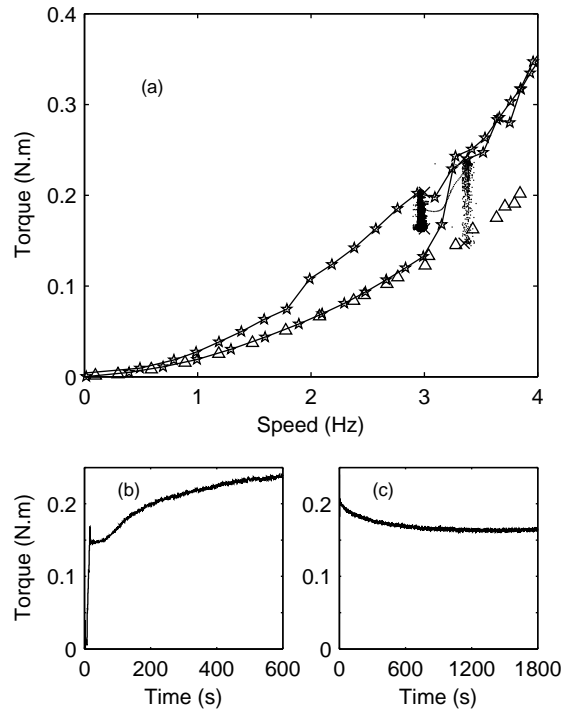 0.4
0.3
0.2
0.1
0
Torque (N.m)
(a)
0 1 2 3 4
Speed (Hz)
0.2
0.1
0
Torque (N.m)
(b)
0 200 400 600
Time (s)
0.2
0.1
0
(c)
0 600 1200 1800
Time (s)